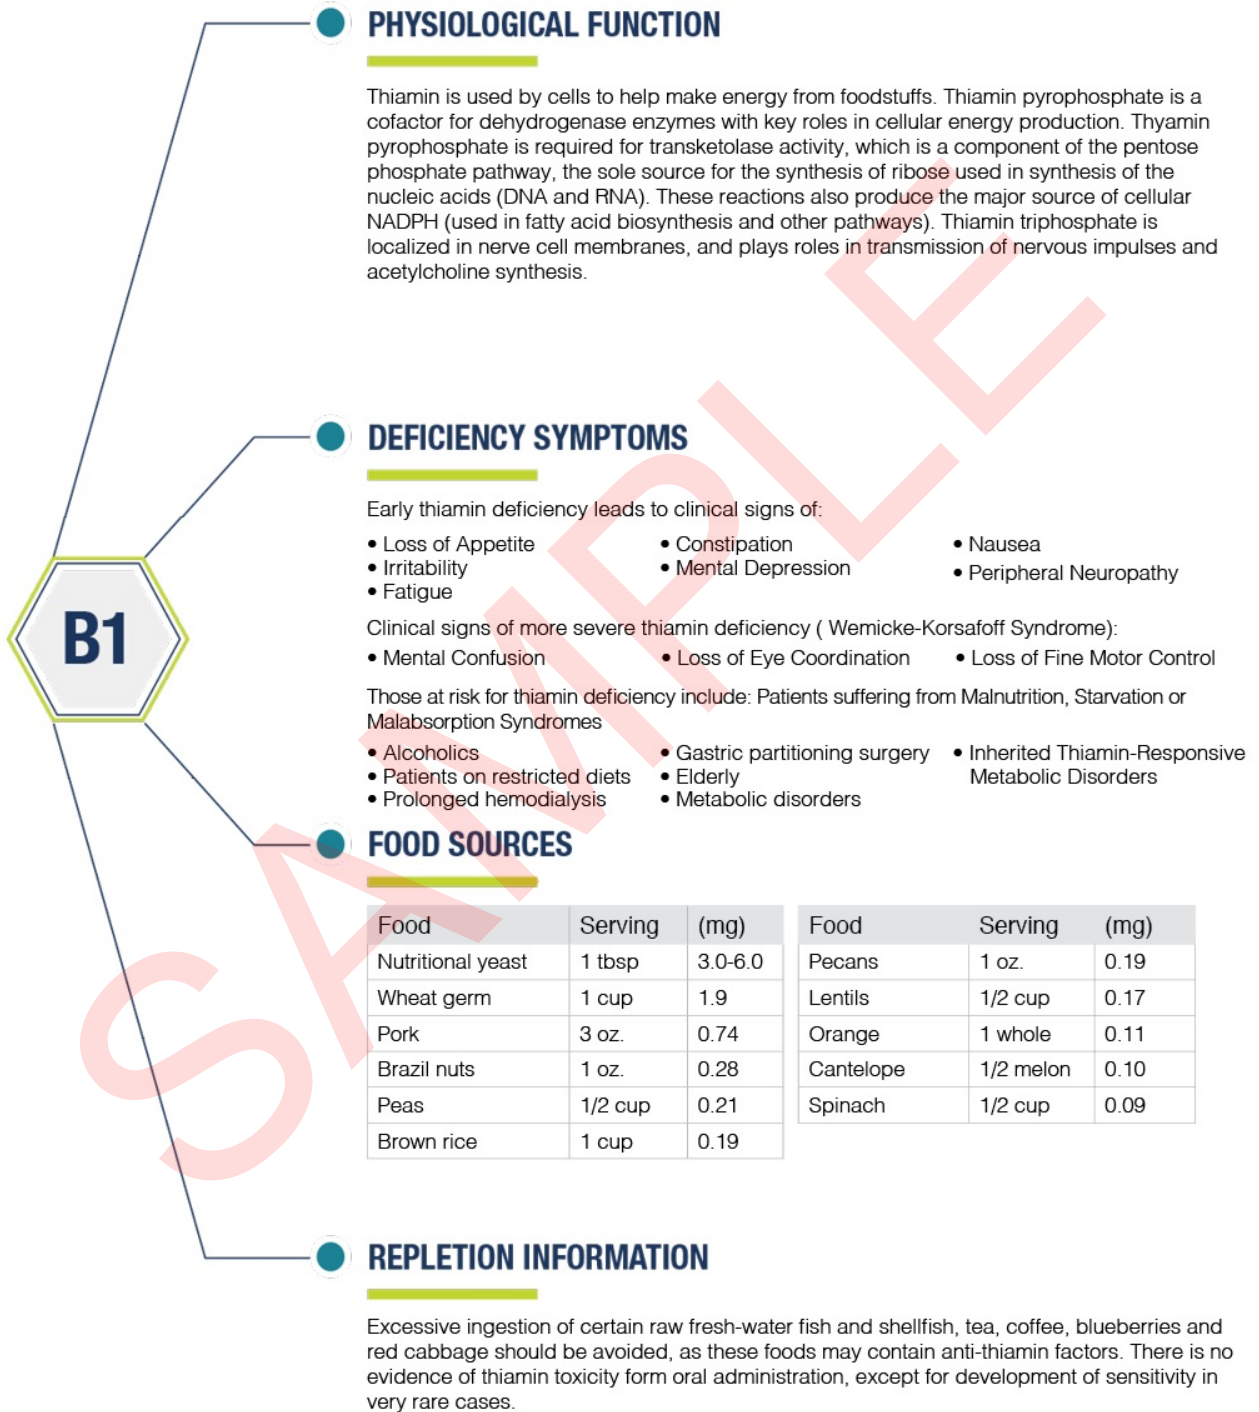 PHYSIOLOGICAL FUNCTION
Thiamin is used by cells to help make energy from foodstuffs. Thiamin pyrophosphate is a
cofactor for dehydrogenase enzymes with key roles in cellular energy production. Thyamin
pyrophosphate is required for transketolase activity, which is a component of the pentose
phosphate pathway, the sole source for the synthesis of ribose used in synthesis of the
nucleic acids (DNA and RNA). These reactions also produce the major source of cellular
NADPH (used in fatty acid biosynthesis and other pathways). Thiamin triphosphate is
localized in nerve cell membranes, and plays roles in transmission of nervous impulses and
acetylcholine synthesis.
DEFICIENCY SYMPTOMS
Early thiamin deficiency leads to clinical signs of:
• Loss of Appetite • Constipation • Nausea
• Irritability • Mental Depression • Peripheral Neuropathy
• Fatigue
B1
Clinical signs of more severe thiamin deficiency ( Wemicke-Korsafoff Syndrome):
• Mental Confusion • Loss of Eye Coordination • Loss of Fine Motor Control
Those at risk for thiamin deficiency include: Patients suffering from Malnutrition, Starvation or
Malabsorption Syndromes
• Alcoholics • Gastric partitioning surgery • Inherited Thiamin-Responsive
• Patients on restricted diets • Elderly Metabolic Disorders
• Prolonged hemodialysis • Metabolic disorders
FOOD SOURCES
Food Serving (mg) Food Serving (mg)
Nutritional yeast 1 tbsp 3.0-6.0 Pecans 1 oz. 0.19
Wheat germ 1 cup 1.9 Lentils 1/2 cup 0.17
Pork 3 oz. 0.74 Orange 1 whole 0.11
Brazil nuts 1 oz. 0.28 Cantelope 1/2 melon 0.10
Peas 1/2 cup 0.21 Spinach 1/2 cup 0.09
Brown rice 1 cup 0.19
REPLETION INFORMATION
Excessive ingestion of certain raw fresh-water fish and shellfish, tea, coffee, blueberries and
red cabbage should be avoided, as these foods may contain anti-thiamin factors. There is no
evidence of thiamin toxicity form oral administration, except for development of sensitivity in
very rare cases.
SAMPLE